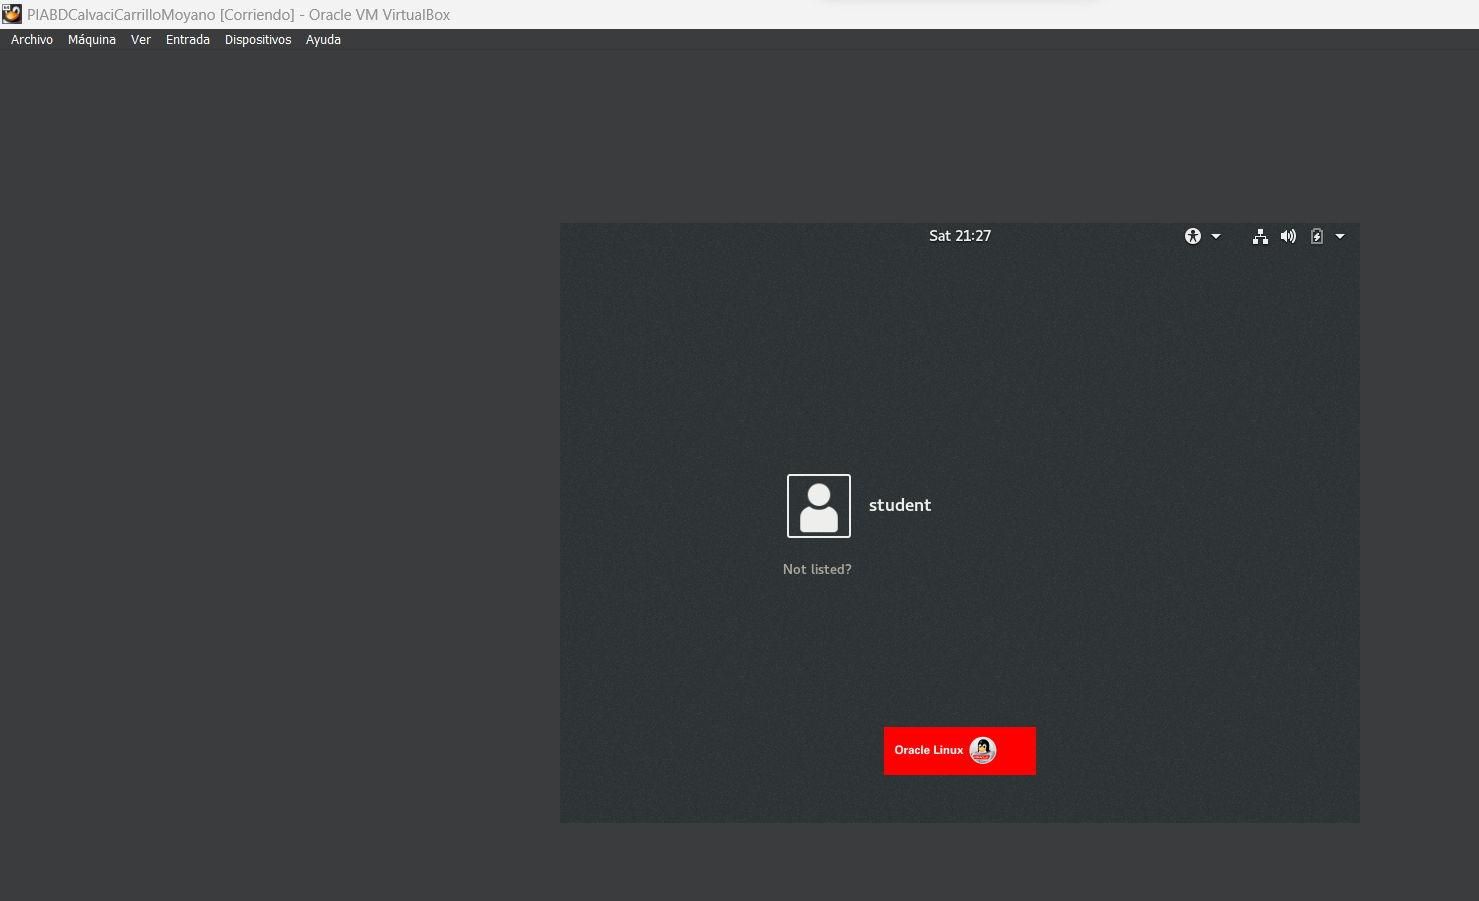 PIABDCalvaciCarrilloMoyano [Corriendo] - Oracle VM VirtualBox
Archivo Máquina Ver Entrada Dispositivos Ayuda
Sat 21:27
student
Not listed?
Oracle Linux